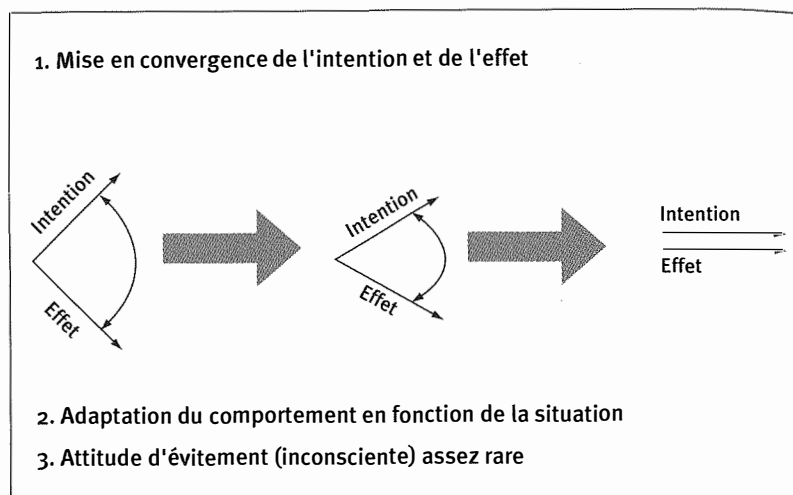 1. Mise en convergence de l'intention et de l'effet
Intention
Effet
Intention
Effet
Intention
Effet
2. Adaptation du comportement en fonction de la situation
3. Attitude d'évitement (inconsciente) assez rare